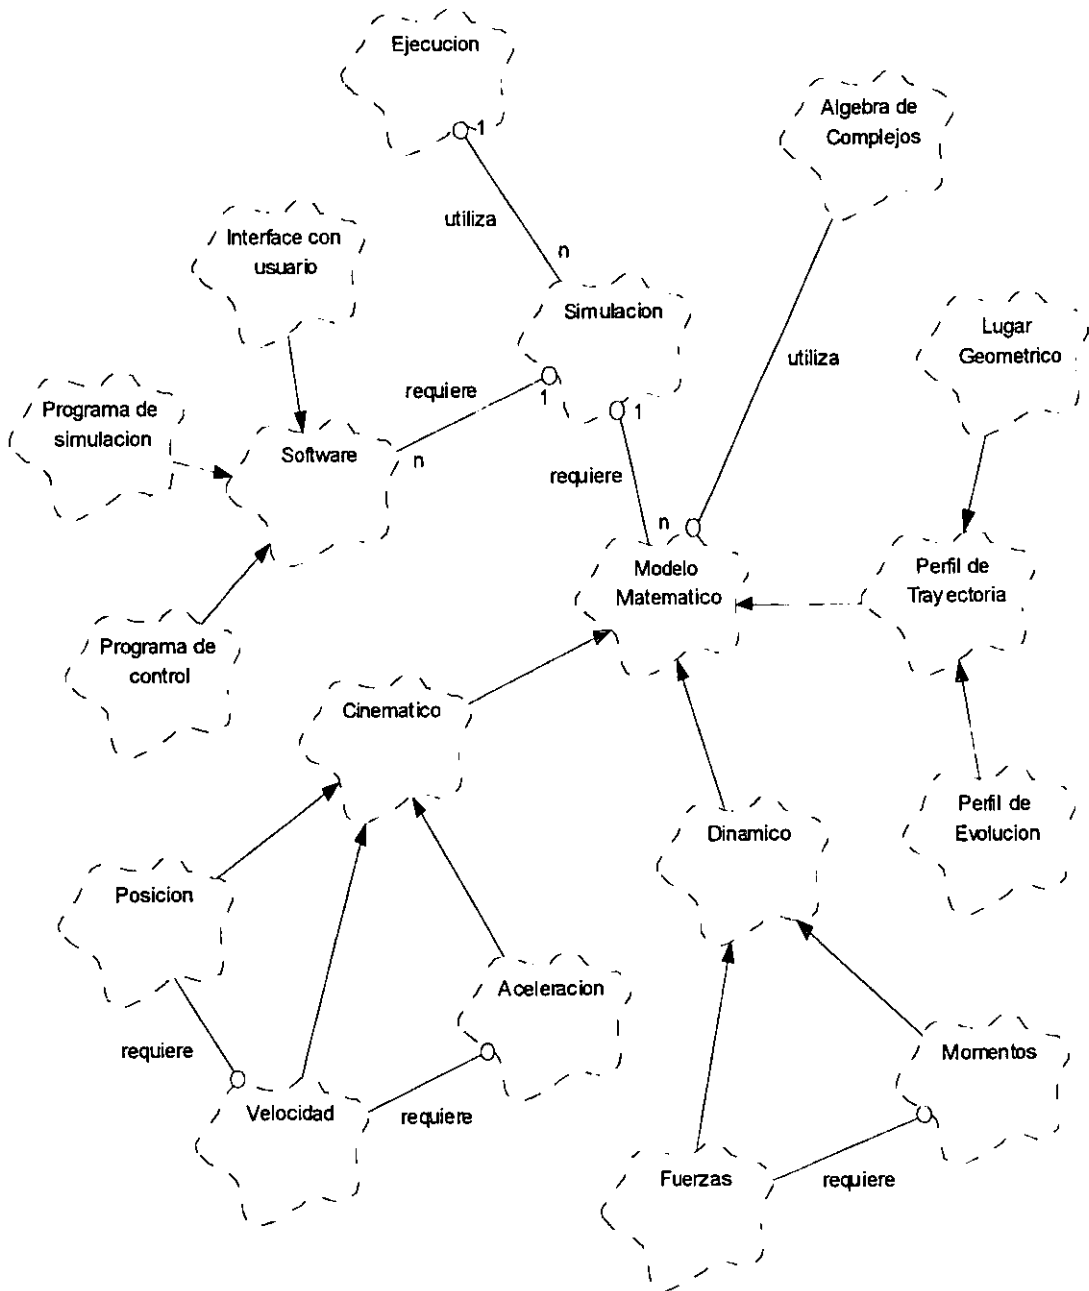 Ejecucion
1
utiliza
n
Algebra de
Complejos
Interface con
usuario
Simulacion
utiliza
Lugar
Geometrico
requiere
1
1
Programa de
simulacion
Software
n
requiere
n
Modelo
Matematico
Perfil de
Trayectoria
Programa de
control
Cinematico
Dinamico
Perfil de
Evolucion
Posicion
Aceleracion
requiere
Momentos
Velocidad
requiere
Fuerzas
requiere